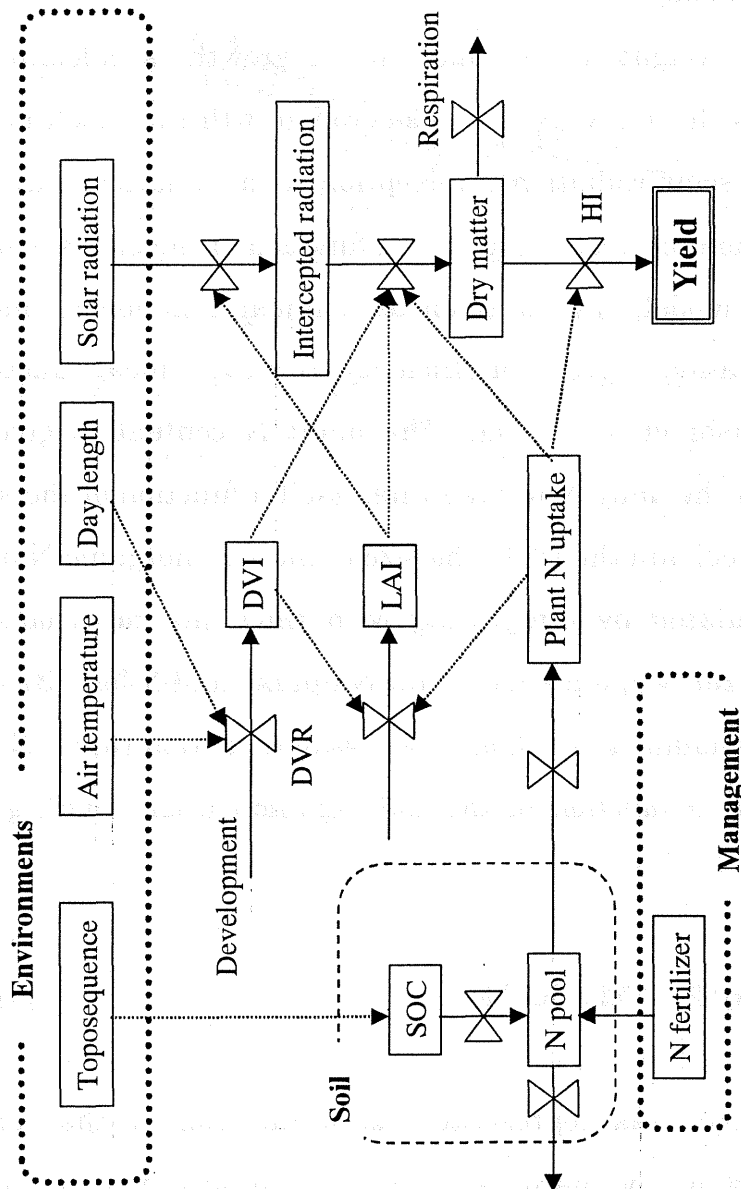 Environments
Toposequence
Air temperature
Day length
Solar radiation
Development
DVR
DVI
Intercepted radiation
LAI
Soil
SOC
N pool
Plant N uptake
Dry matter
Respiration
HI
Yield
N fertilizer
Management